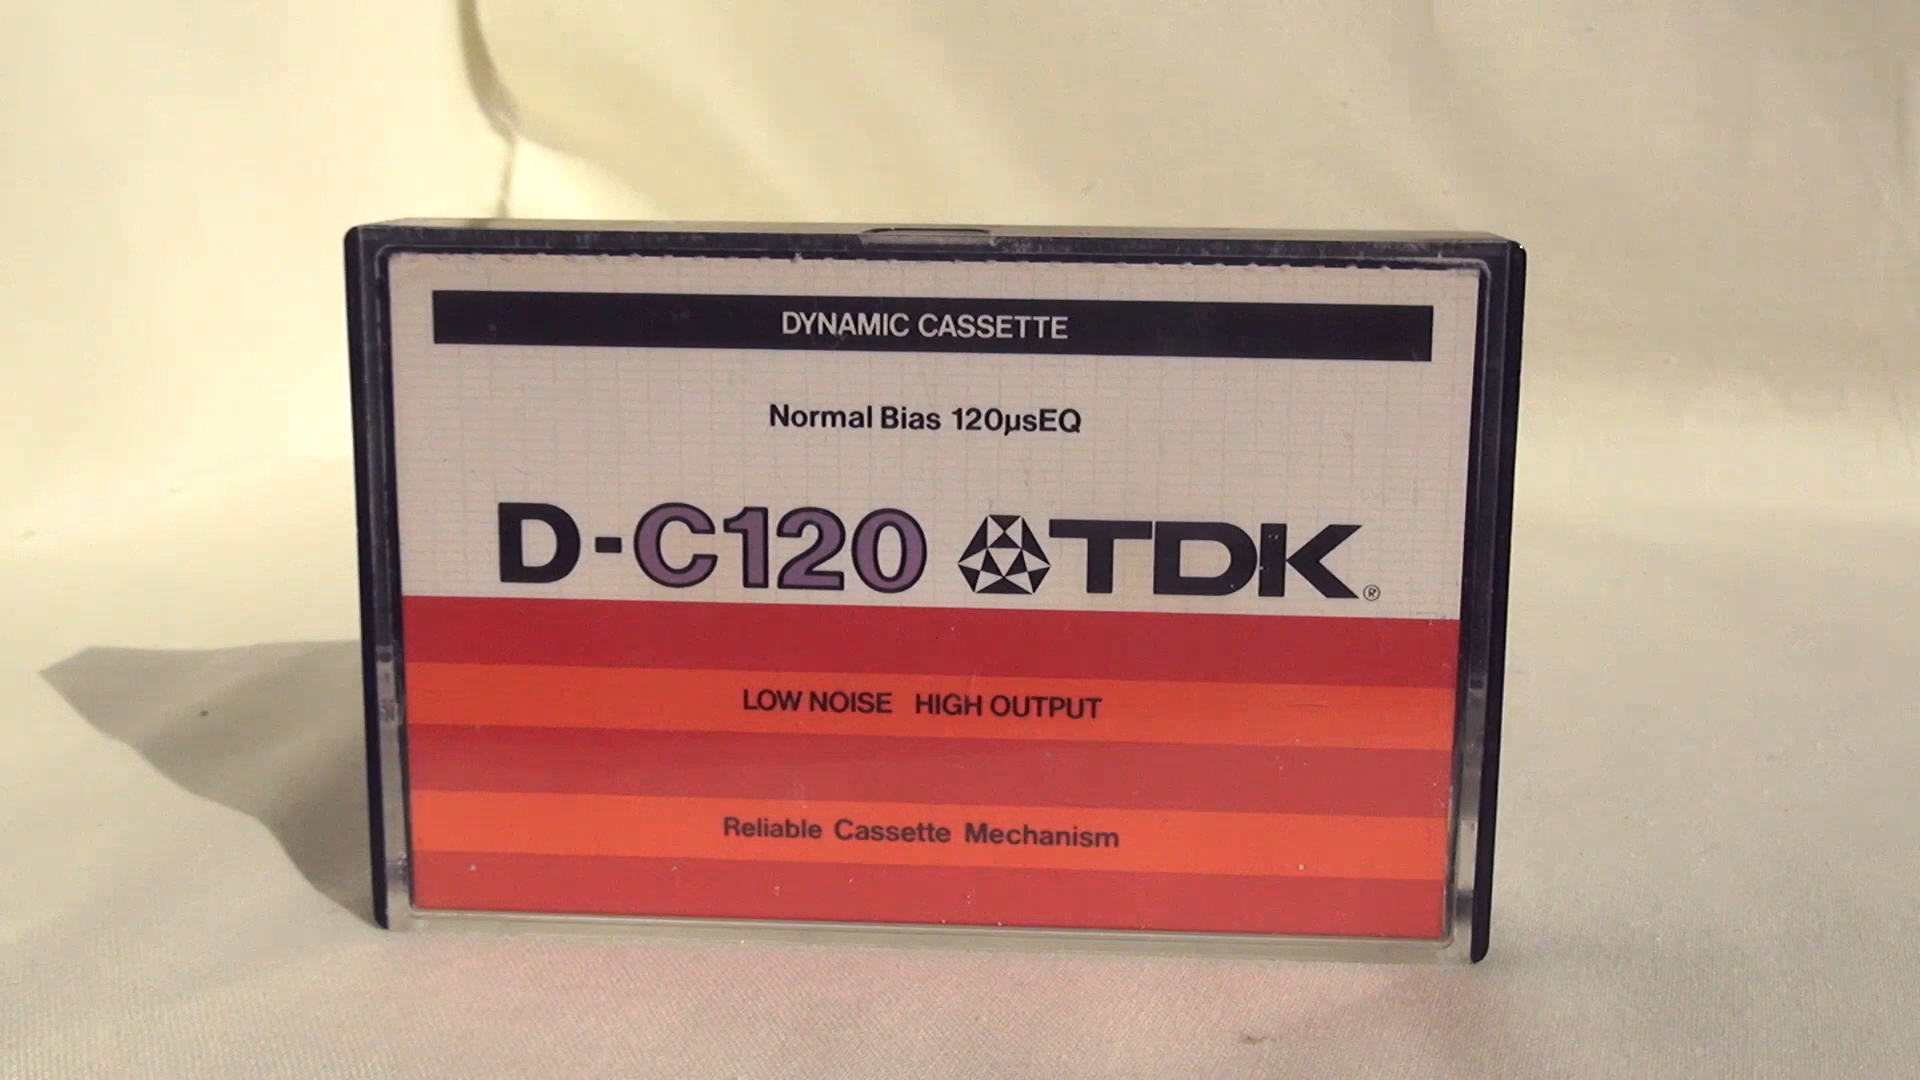 DYNAMIC CASSETTE
Normal Bias 120µsEQ
D-C120 TDK®
LOW NOISE HIGH OUTPUT
Reliable Cassette Mechanism